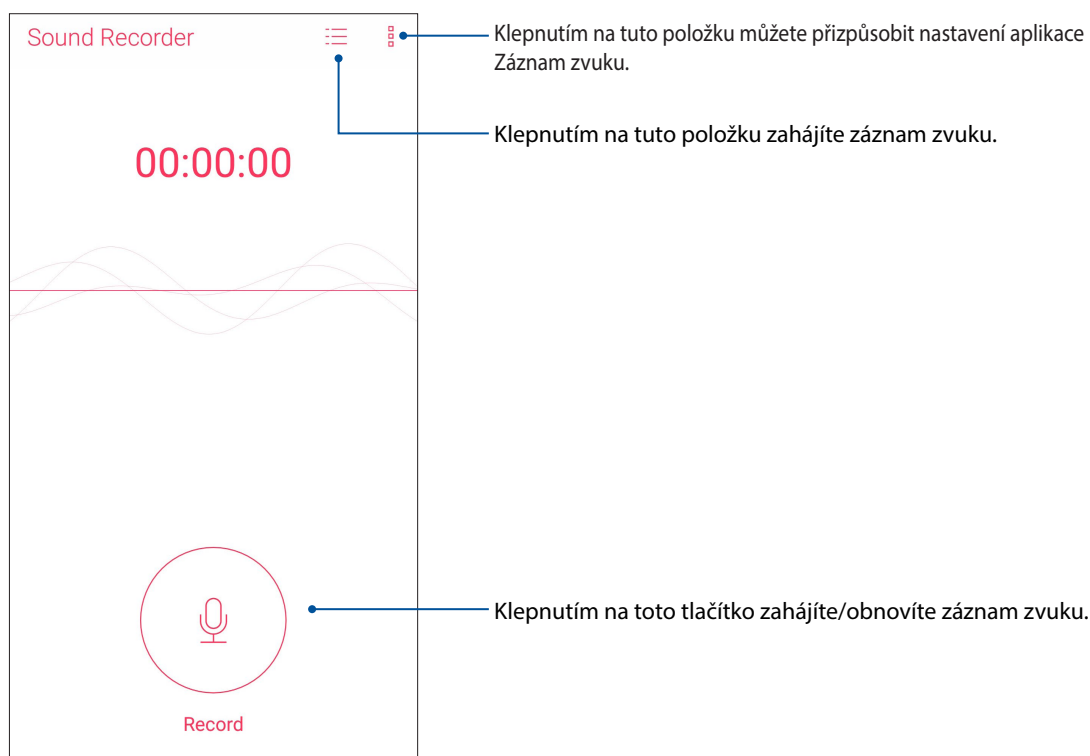 Sound Recorder
Klepnutím na tuto položku můžete přizpůsobit nastavení aplikace
Záznam zvuku.
Klepnutím na tuto položku zahájíte záznam zvuku.
00:00:00
Klepnutím na toto tlačítko zahájíte/obnovíte záznam zvuku.
Record